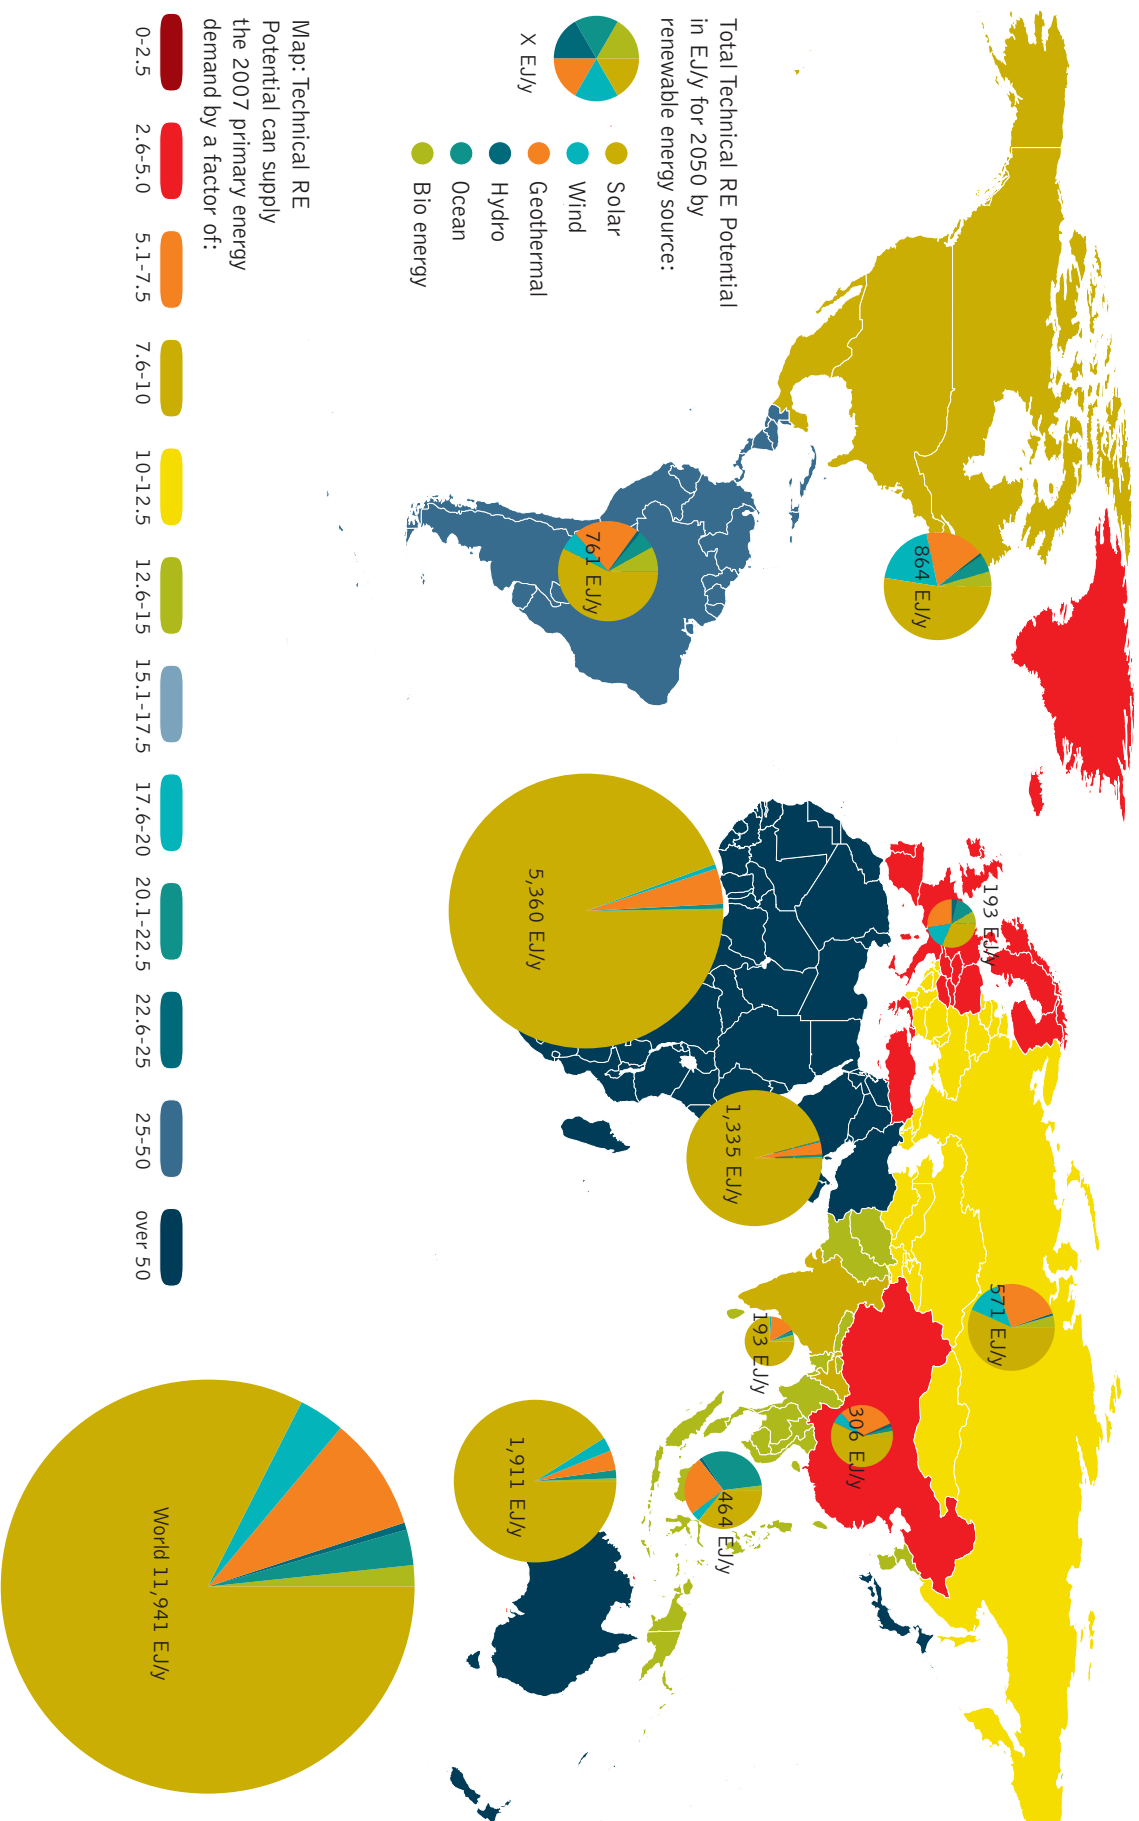 Total Technical RE Potential
in EJ/y for 2050 by
renewable energy source:
X EJ/y
Solar
Wind
Geothermal
Hydro
Ocean
Bio energy
864 EJ/y
761 EJ/y
193 EJ/y
5,360 EJ/y
1,335 EJ/y
571 EJ/y
193 EJ/y
306 EJ/y
464 EJ/y
1,911 EJ/y
World 11,941 EJ/y
Map: Technical RE
Potential can supply
the 2007 primary energy
demand by a factor of:
0-2.5
2.6-5.0
5.1-7.5
7.6-10
10-12.5
12.6-15
15.1-17.5
17.6-20
20.1-22.5
22.6-25
25-50
over 50